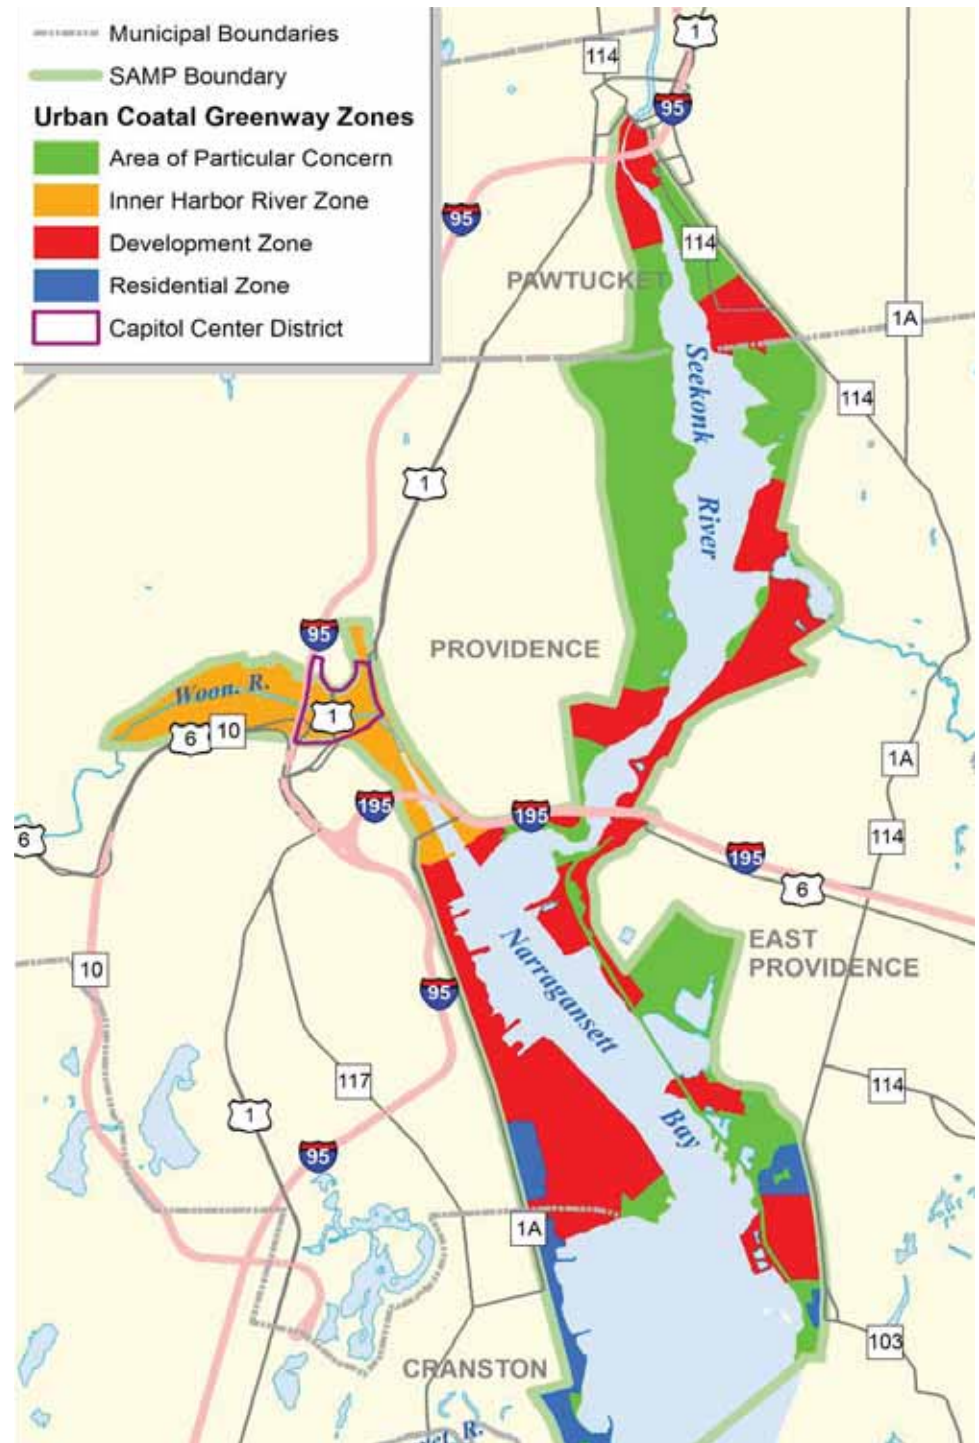 Municipal Boundaries
SAMP Boundary
Urban Coatal Greenway Zones
Area of Particular Concern
Inner Harbor River Zone
Development Zone
Residential Zone
Capitol Center District
1
114
95
95
114
PAWTUCKET
1A
Seekonk
River
114
1
95
PROVIDENCE
Woon. R.
1
10
6
1A
195
195
114
6
195
6
EAST
PROVIDENCE
10
95
Narragansett
Bay
117
114
1
95
1A
103
CRANSTON
R.